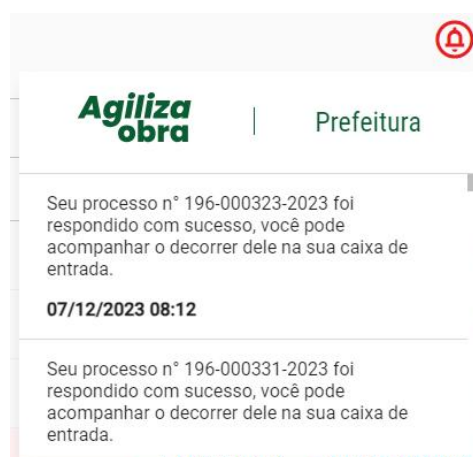 Agiliza
obra
Prefeitura
Seu processo n° 196-000323-2023 foi
respondido com sucesso, você pode
acompanhar o decorrer dele na sua caixa de
entrada.
07/12/2023 08:12
Seu processo n° 196-000331-2023 foi
respondido com sucesso, você pode
acompanhar o decorrer dele na sua caixa de
entrada.